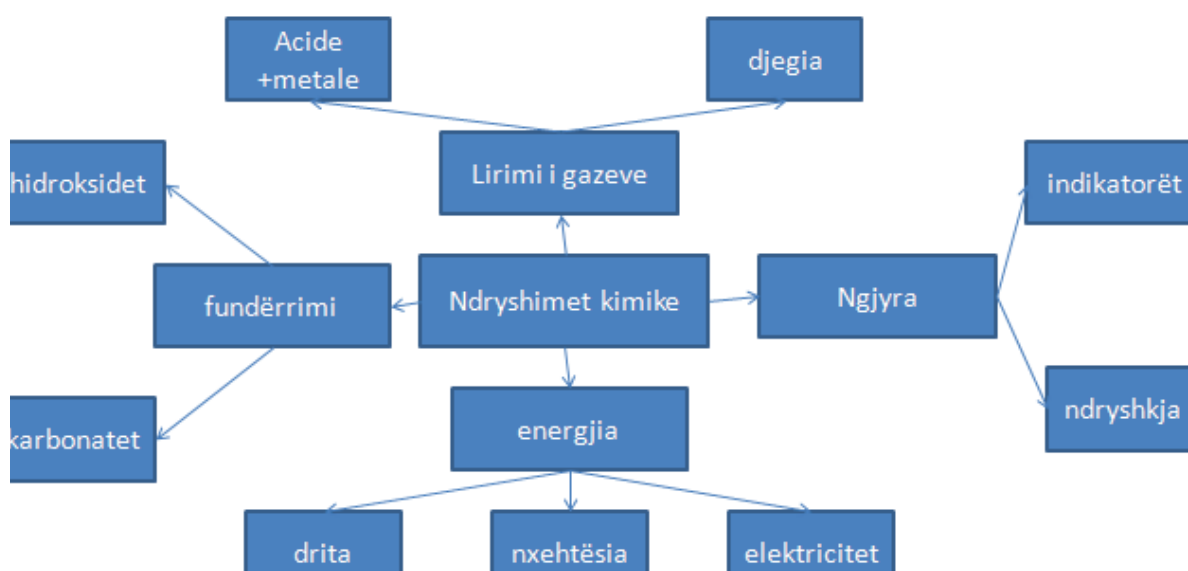 Acide
+metale
djegia
Lirimi i gazeve
hidroksidet
indikatorët
fundërrimi
Ndryshimet kimike
Ngjyra
karbonatet
energjia
ndryshkja
drita
nxehtësia
elektricitet